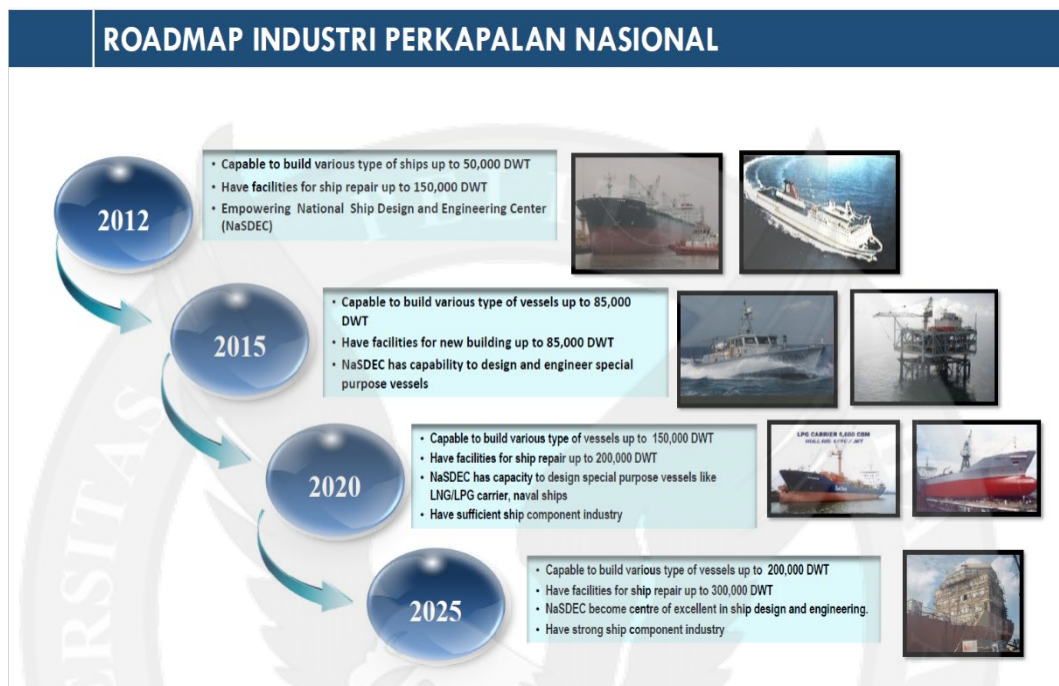 ROADMAP INDUSTRI PERKAPALAN NASIONAL
2012
• Capable to build various type of ships up to 50,000 DWT
• Have facilities for ship repair up to 150,000 DWT
• Empowering National Ship Design and Engineering Center
(NaSDEC)
2015
• Capable to build various type of vessels up to 85,000
DWT
• Have facilities for new building up to 85,000 DWT
• NaSDEC has capability to design and engineer special
purpose vessels
2020
• Capable to build various type of vessels up to 150,000 DWT
• Have facilities for ship repair up to 200,000 DWT
• NaSDEC has capacity to design special purpose vessels like
LNG/LPG carrier, naval ships
• Have sufficient ship component industry
LPG CARRIER 5,600 CBM
2025
• Capable to build various type of vessels up to 200,000 DWT
• Have facilities for ship repair up to 300,000 DWT
• NaSDEC become centre of excellent in ship design and engineering.
• Have strong ship component industry